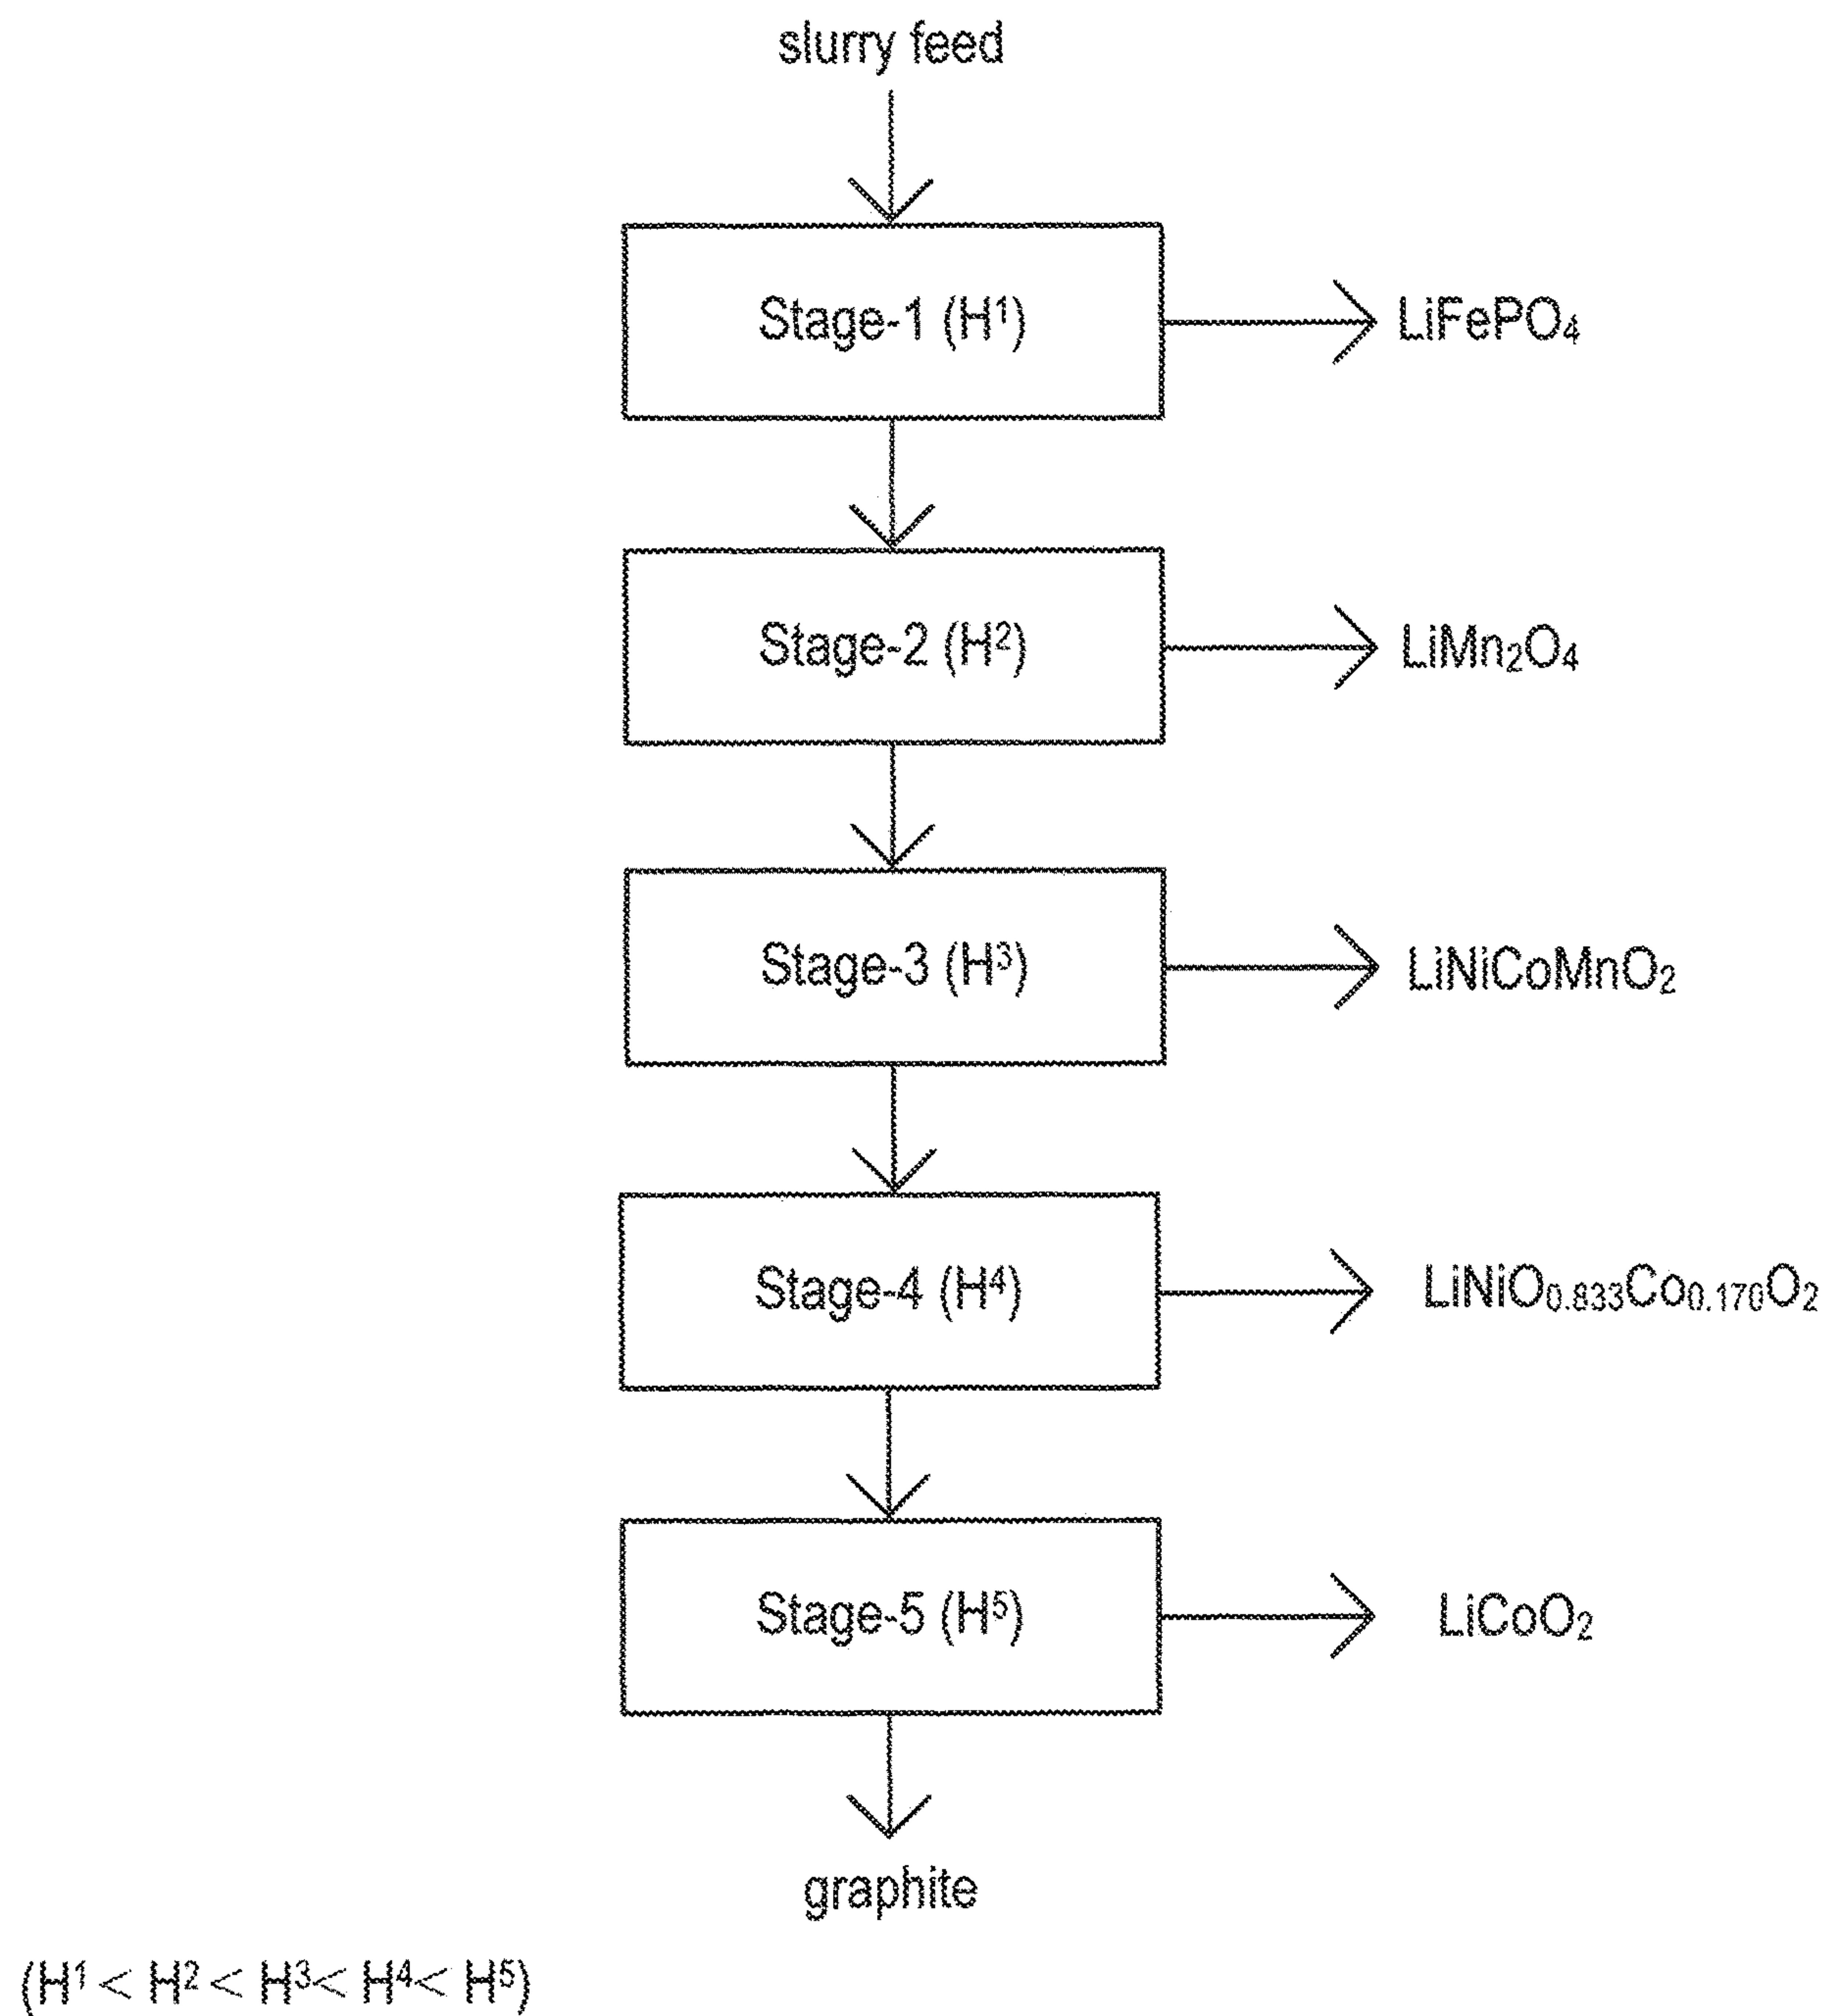 slurry feed
Stage-1 (H¹)
LiFePO₄
Stage-2 (H²)
LiMn₂O₄
Stage-3 (H³)
LiNiCoMnO₂
Stage-4 (H⁴)
LiNiO₀.₈₃₃Co₀.₁₇₀O₂
Stage-5 (H⁵)
LiCoO₂
graphite
(H¹ < H² < H³< H⁴< H⁵)